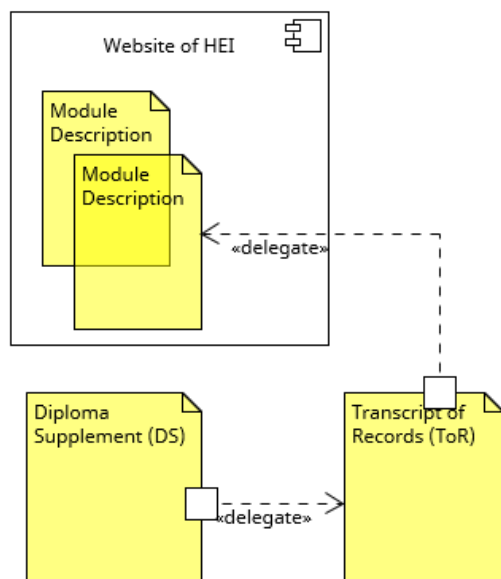 Website of HEI
Module
Description
Module
Description
«delegate»
Diploma
Supplement (DS)
Transcript of
Records (ToR)
«delegate»